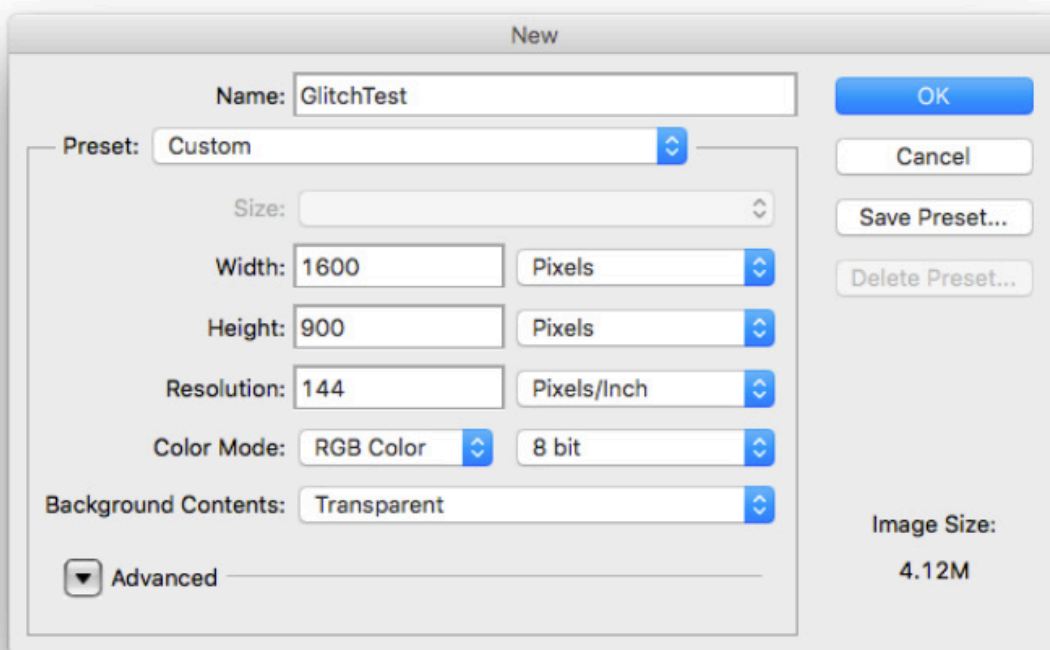 New
Name: GlitchTest
OK
Preset: Custom
Cancel
Size:
Save Preset...
Width: 1600 Pixels
Delete Preset...
Height: 900 Pixels
Resolution: 144 Pixels/Inch
Color Mode: RGB Color 8 bit
Background Contents: Transparent
Image Size:
4.12M
Advanced